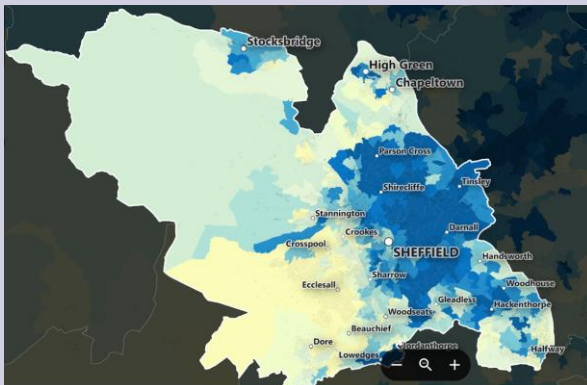 Stocksbridge
High Green
Chapeltown
Parson Cross
Shirecliffe
Tinsley
Stannington
Crookes
Darnall
Crosspool
SHEFFIELD
Handsworth
Sharrow
Ecclesall
Woodhouse
Gleadless
Hackenthorpe
Woodseats
Beauchief
Dore
Lowedges
Jordanthorpe
Halfway